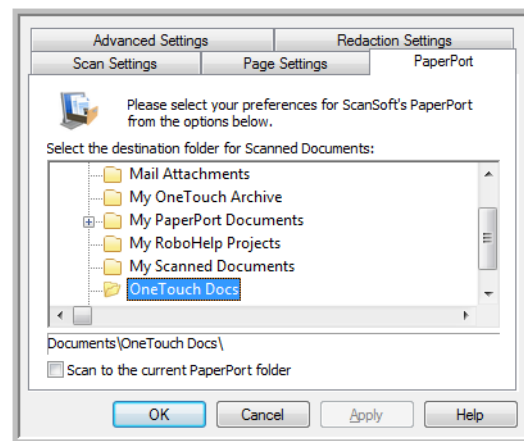 Advanced Settings Redaction Settings
Scan Settings Page Settings PaperPort
Please select your preferences for ScanSoft's PaperPort
from the options below.
Select the destination folder for Scanned Documents:
Mail Attachments
My OneTouch Archive
My PaperPort Documents
My RoboHelp Projects
My Scanned Documents
OneTouch Docs
Documents\OneTouch Docs\
Scan to the current PaperPort folder
OK Cancel Apply Help